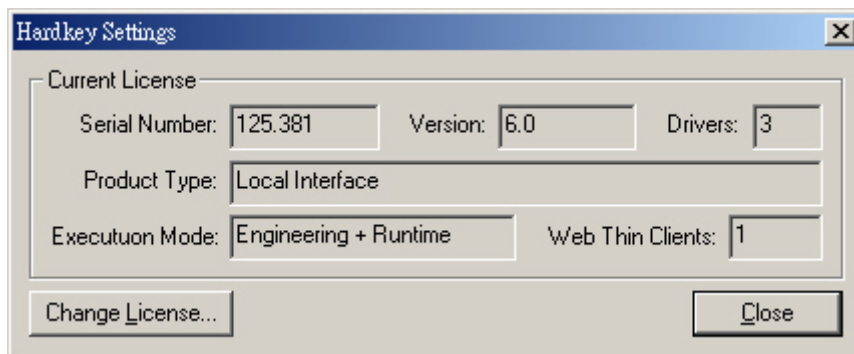 Hardkey Settings
Current License
Serial Number: 125.381 Version: 6.0 Drivers: 3
Product Type: Local Interface
Executuon Mode: Engineering + Runtime Web Thin Clients: 1
Change License... Close